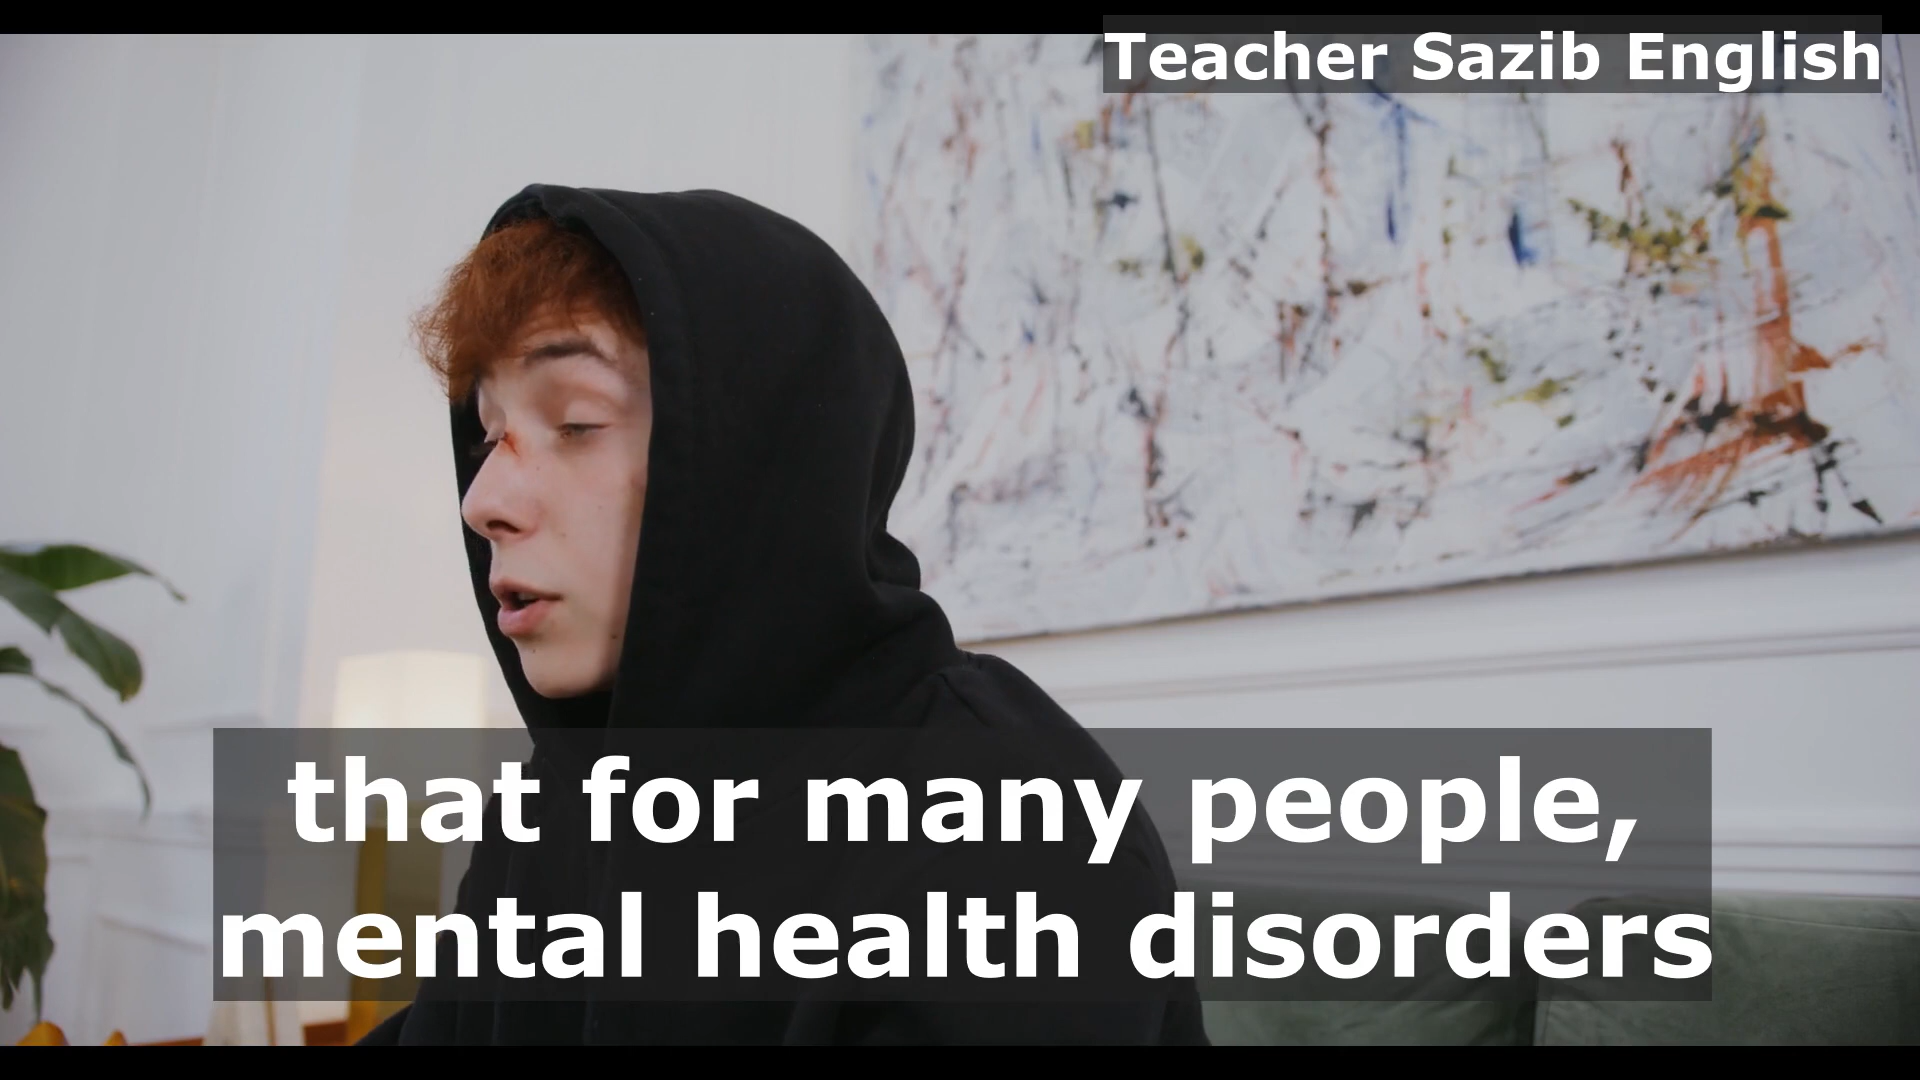 Teacher Sazib English
that for many people,
mental health disorders